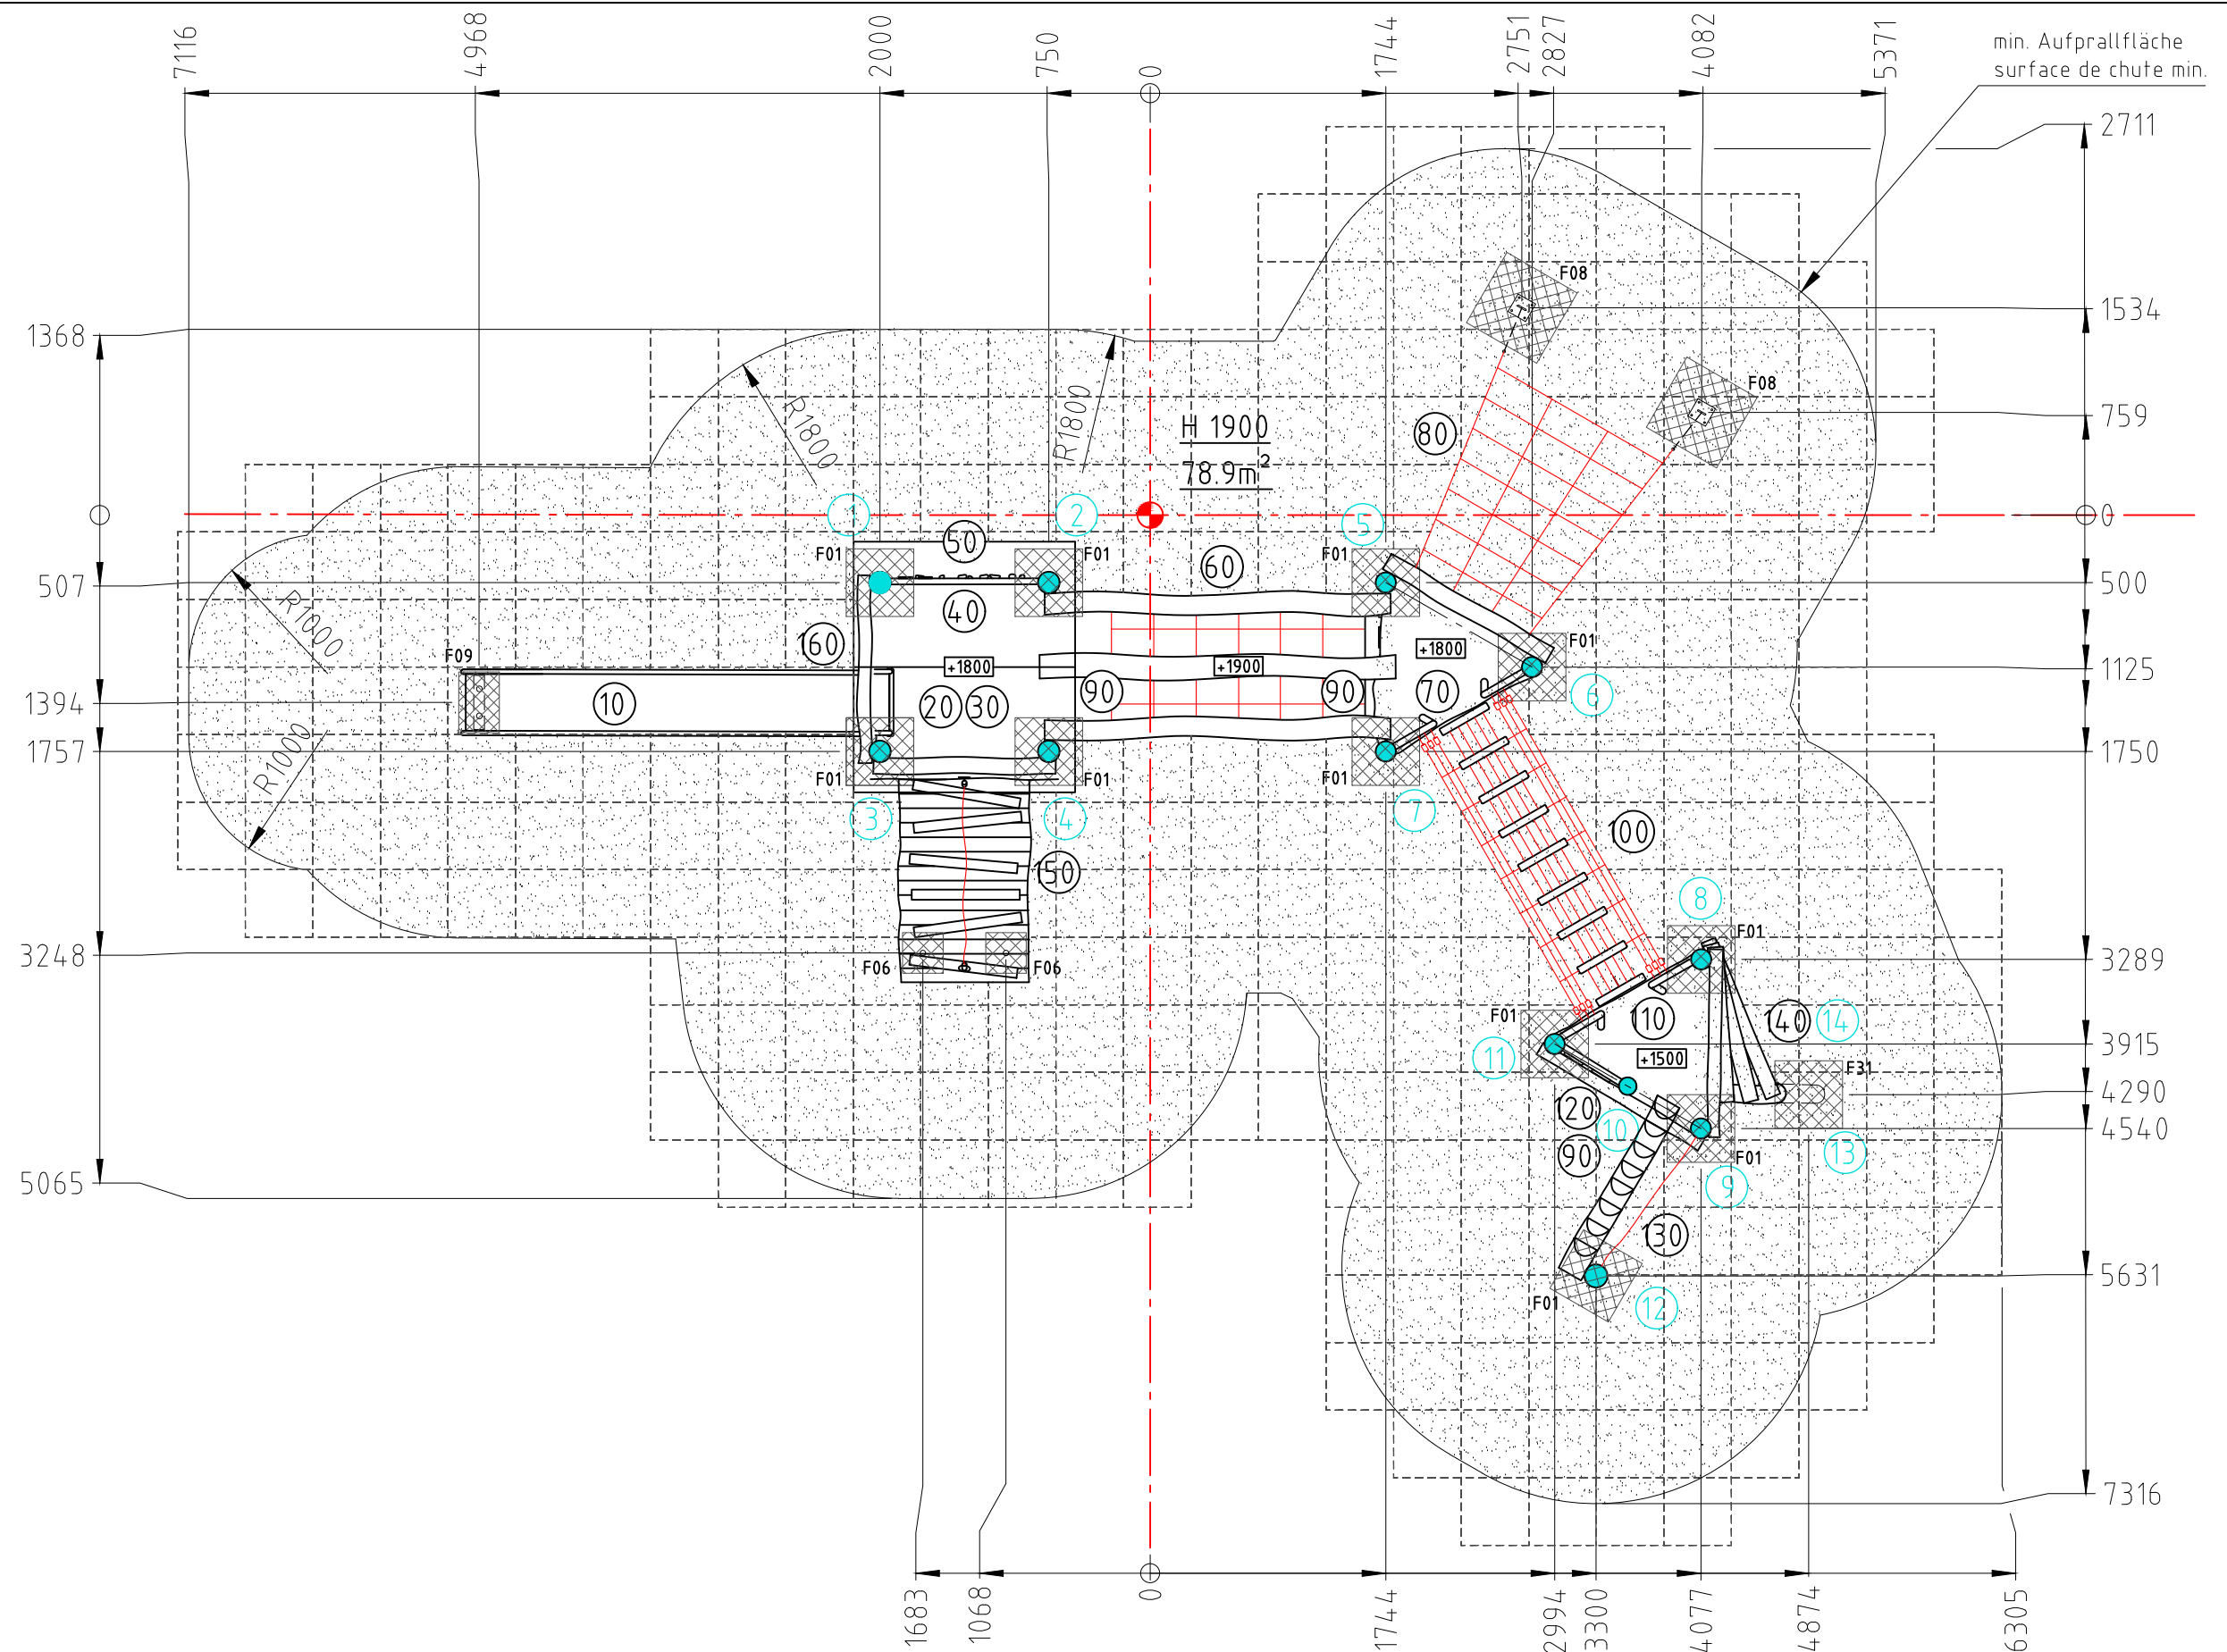 7116
4968
2000
750
0
1744
2751
2827
4082
5371
min. Aufprallfläche
surface de chute min.
2711
1534
759
0
500
1125
1750
3289
3915
4290
4540
5631
7316
1368
507
1394
1757
3248
5065
R1800
R1800
R1000
R1000
H 1900
78.9m²
F08
F08
80
1
2
5
50
60
F01
F01
F01
F01
40
160
+1800
+1900
+1800
F09
10
20
30
90
90
70
6
F01
F01
F01
3
4
7
100
150
8
F01
F06
F06
F01
110
140
14
11
+1500
F31
120
10
90
13
F01
9
130
F01
12
1683
1068
0
1744
2994
3300
4077
4874
6305